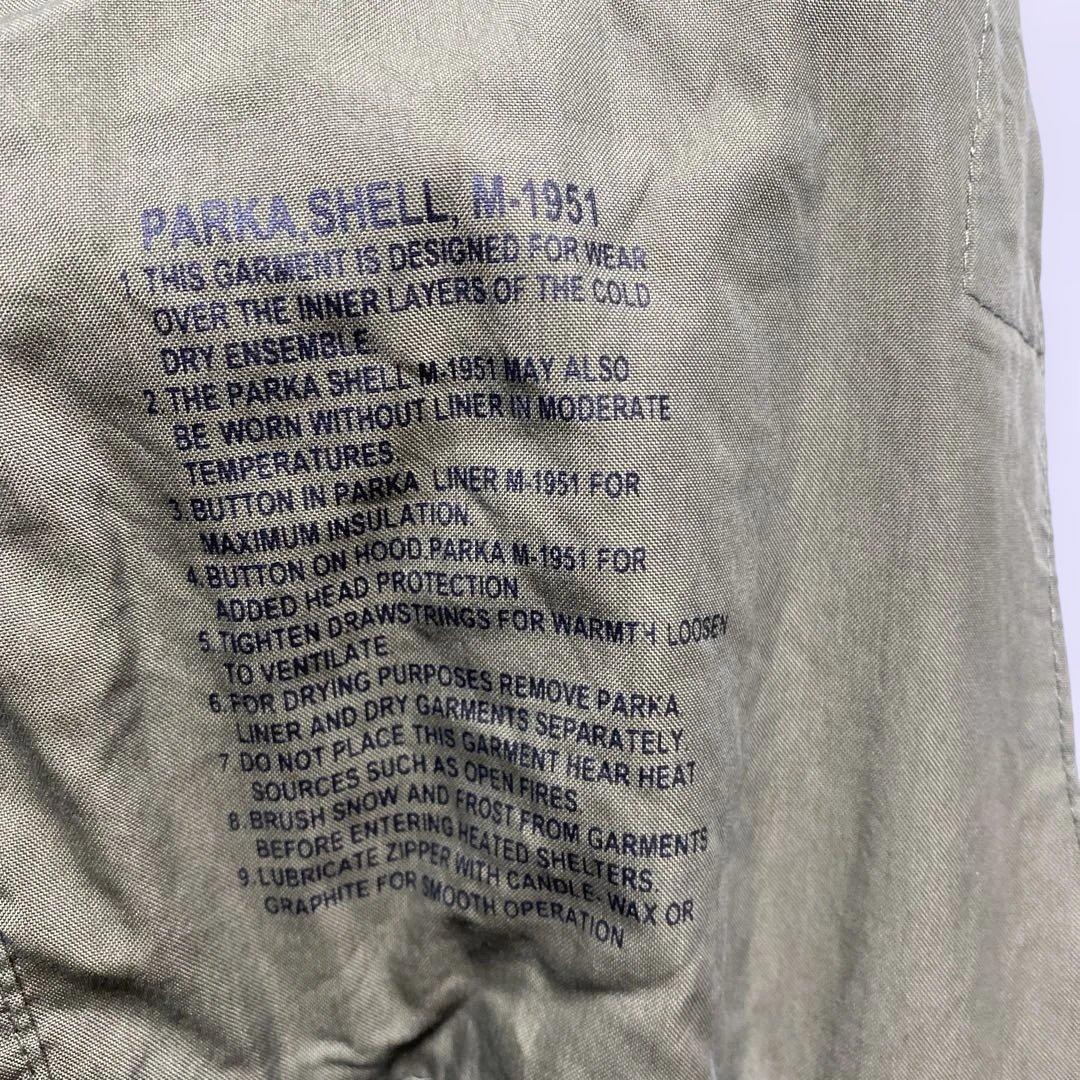 PARKA,SHELL, M-1951
1.THIS GARMENT IS DESIGNED FOR WEAR
OVER THE INNER LAYERS OF THE COLD
DRY ENSEMBLE.
2.THE PARKA SHELL M-1951 MAY ALSO
BE WORN WITHOUT LINER IN MODERATE
TEMPERATURES.
3.BUTTON IN PARKA LINER M-1951 FOR
MAXIMUM INSULATION.
4.BUTTON ON HOOD.PARKA M-1951 FOR
ADDED HEAD PROTECTION
5.TIGHTEN DRAWSTRINGS FOR WARMTH LOOSEN
TO VENTILATE
6.FOR DRYING PURPOSES REMOVE PARKA
LINER AND DRY GARMENTS SEPARATELY.
7 DO NOT PLACE THIS GARMENT HEAR HEAT
SOURCES SUCH AS OPEN FIRES.
8.BRUSH SNOW AND FROST FROM GARMENTS
BEFORE ENTERING HEATED SHELTERS.
9.LUBRICATE ZIPPER WITH CANDLE- WAX OR
GRAPHITE FOR SMOOTH OPERATION